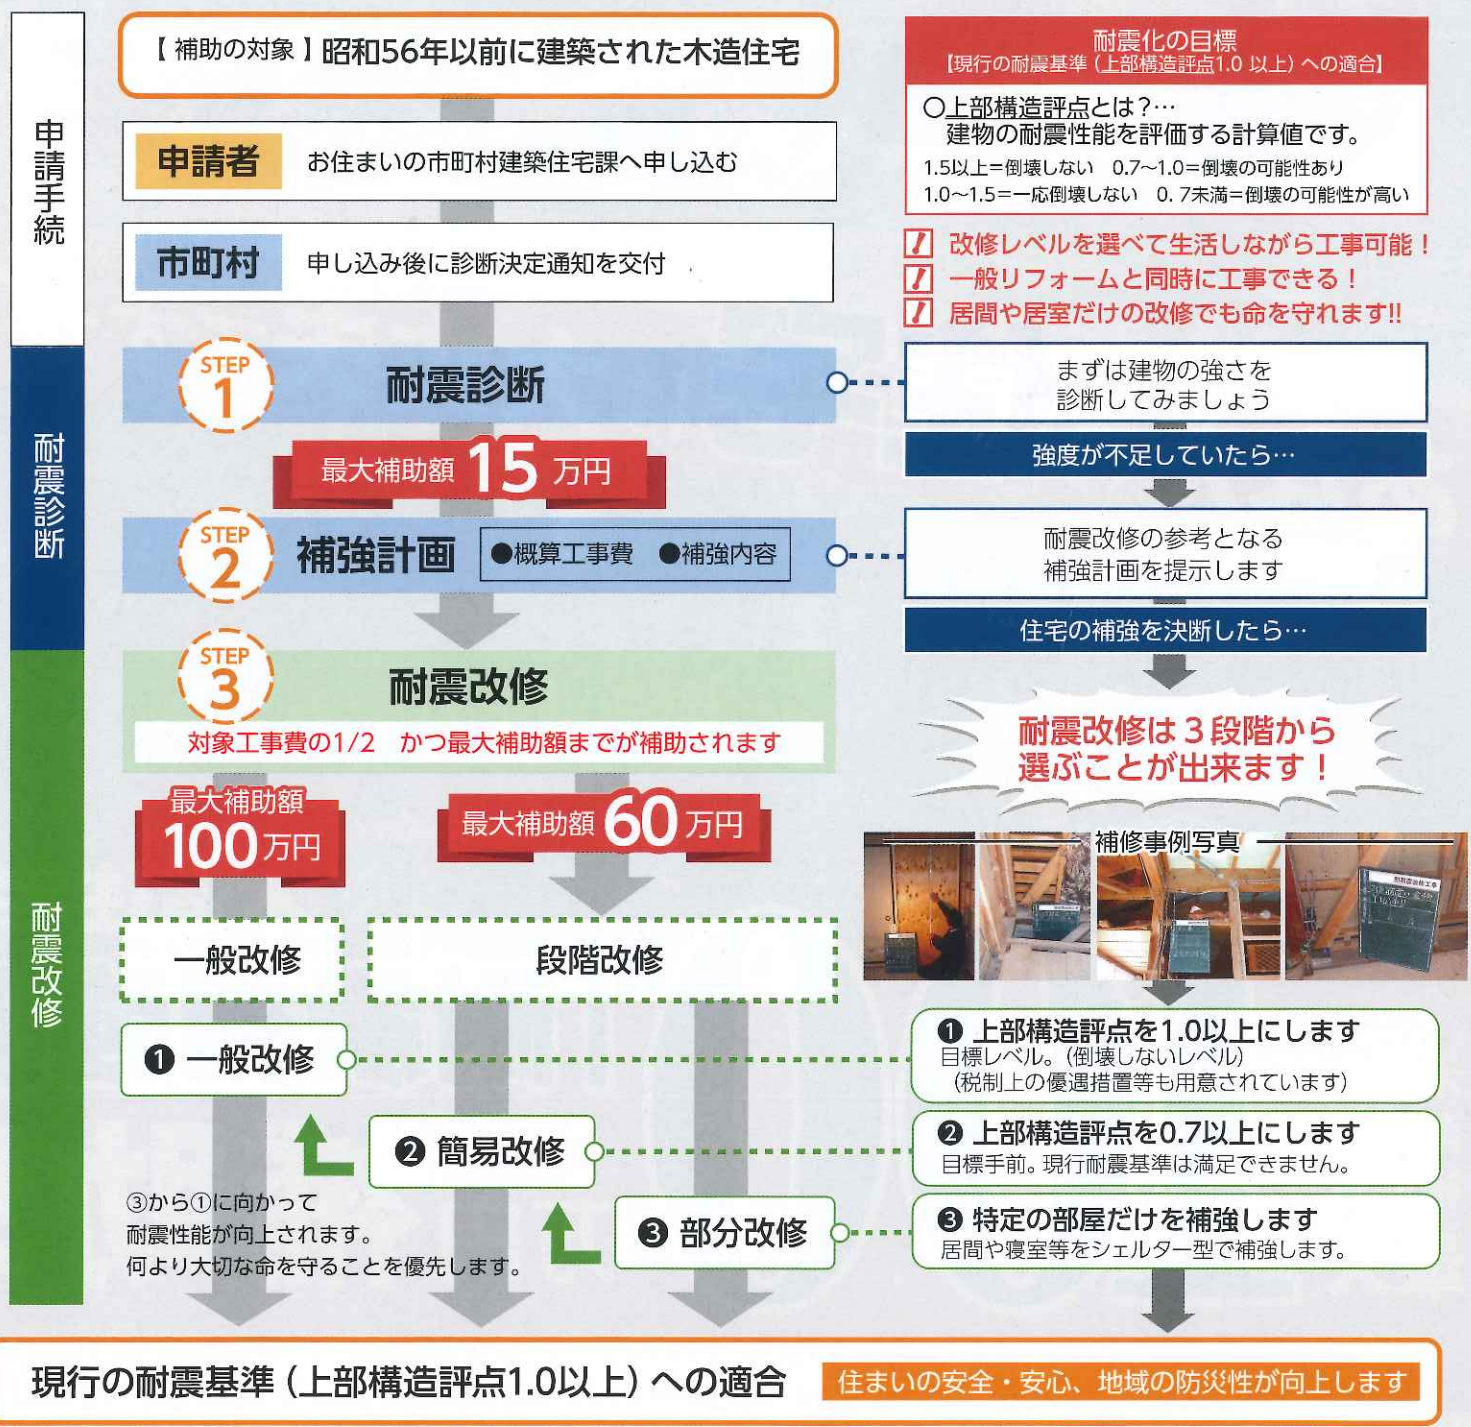 【 補助の対象 】昭和56年以前に建築された木造住宅
申請手続
申請者
お住まいの市町村建築住宅課へ申し込む
市町村
申し込み後に診断決定通知を交付
耐震化の目標
【現行の耐震基準（上部構造評点1.0 以上）への適合】
〇上部構造評点とは？…
建物の耐震性能を評価する計算値です。
1.5以上=倒壊しない 0.7〜1.0=倒壊の可能性あり
1.0〜1.5=一応倒壊しない 0. 7未満=倒壊の可能性が高い
! 改修レベルを選べて生活しながら工事可能！
! 一般リフォームと同時に工事できる！
! 居間や居室だけの改修でも命を守れます!!
耐震診断
STEP
1
耐震診断
最大補助額 15 万円
まずは建物の強さを
診断してみましょう
強度が不足していたら…
STEP
2
補強計画
●概算工事費 ●補強内容
耐震改修の参考となる
補強計画を提示します
住宅の補強を決断したら…
耐震改修
STEP
3
耐震改修
対象工事費の1/2 かつ最大補助額までが補助されます
最大補助額
100万円
最大補助額 60 万円
耐震改修は３段階から
選ぶことが出来ます！
補修事例写真
一般改修
段階改修
❶ 一般改修
❶ 上部構造評点を1.0以上にします
目標レベル。（倒壊しないレベル）
（税制上の優遇措置等も用意されています）
❷ 簡易改修
❷ 上部構造評点を0.7以上にします
目標手前。現行耐震基準は満足できません。
❸ 部分改修
❸ 特定の部屋だけを補強します
居間や寝室等をシェルター型で補強します。
③から①に向かって
耐震性能が向上されます。
何より大切な命を守ることを優先します。
現行の耐震基準（上部構造評点1.0以上）への適合
住まいの安全・安心、地域の防災性が向上します